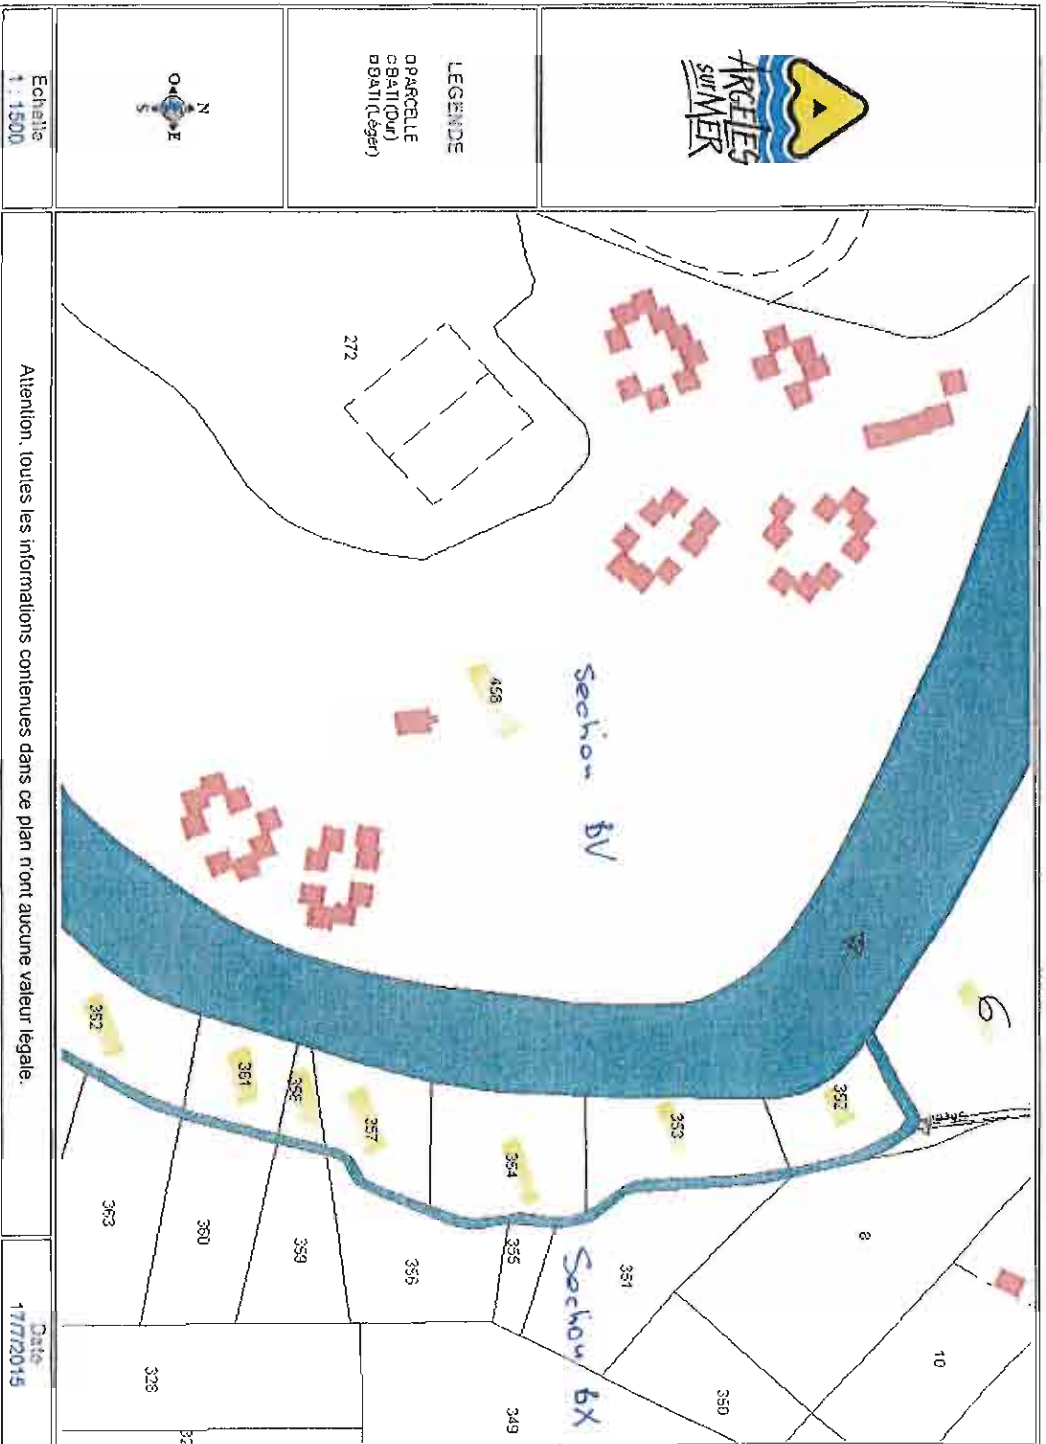 ARGELES
sur MER
LEGENDE
PARCELLE
BATI(Dur)
BATI(Léger)
N
O
E
S
Echelle
1 : 1500
272
458
Section BV
6
352
353
354
357
358
361
362
8
10
351
355
356
359
360
363
350
349
328
32
Section BX
Attention, toutes les informations contenues dans ce plan n'ont aucune valeur légale.
Date
17/7/2015